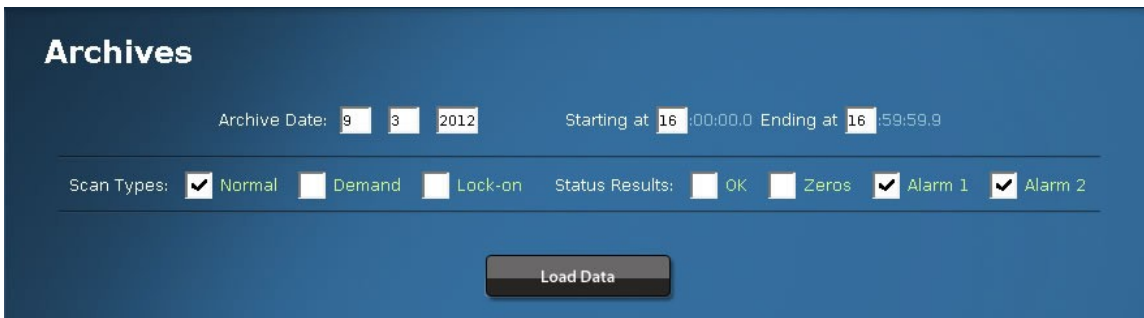 Archives
Archive Date: 9 3 2012 Starting at 16 :00:00.0 Ending at 16 :59:59.9
Scan Types: Normal Demand Lock-on Status Results: OK Zeros Alarm 1 Alarm 2
Load Data